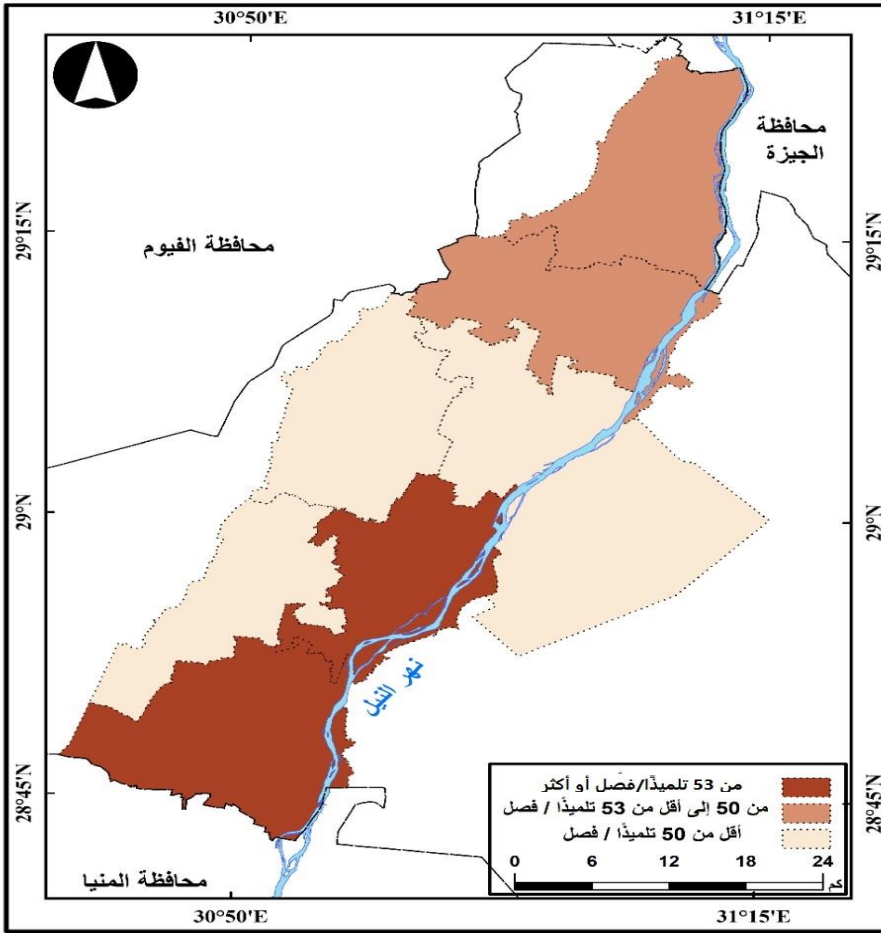 30°50'E
31°15'E
محافظة
الجيزة
29°15'N
29°15'N
محافظة الفيوم
29°N
29°N
نهر النيل
28°45'N
28°45'N
من 53 تلميذًا/فصّل أو أكثر
من 50 إلى أقل من 53 تلميذًا / فصل
أقل من 50 تلميذًا / فصل
0 6 12 18 24
كم
محافظة المنيا
30°50'E
31°15'E